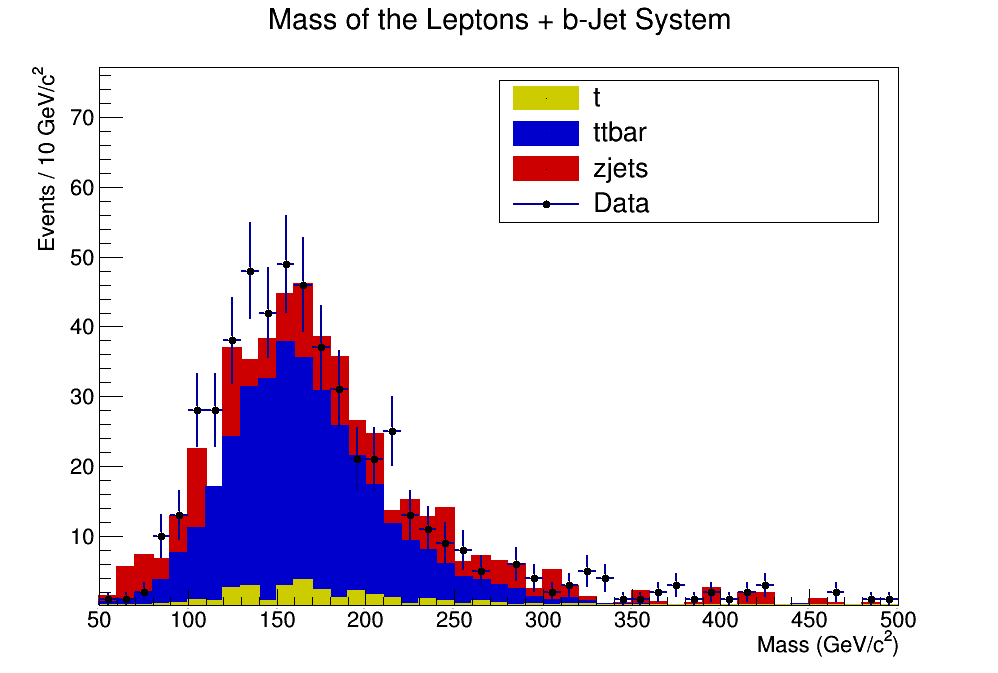 Mass of the Leptons + b-Jet System
Events / 10 GeV/c²
70
60
50
40
30
20
10
t
ttbar
zjets
Data
50 100 150 200 250 300 350 400 450 500
Mass (GeV/c²)